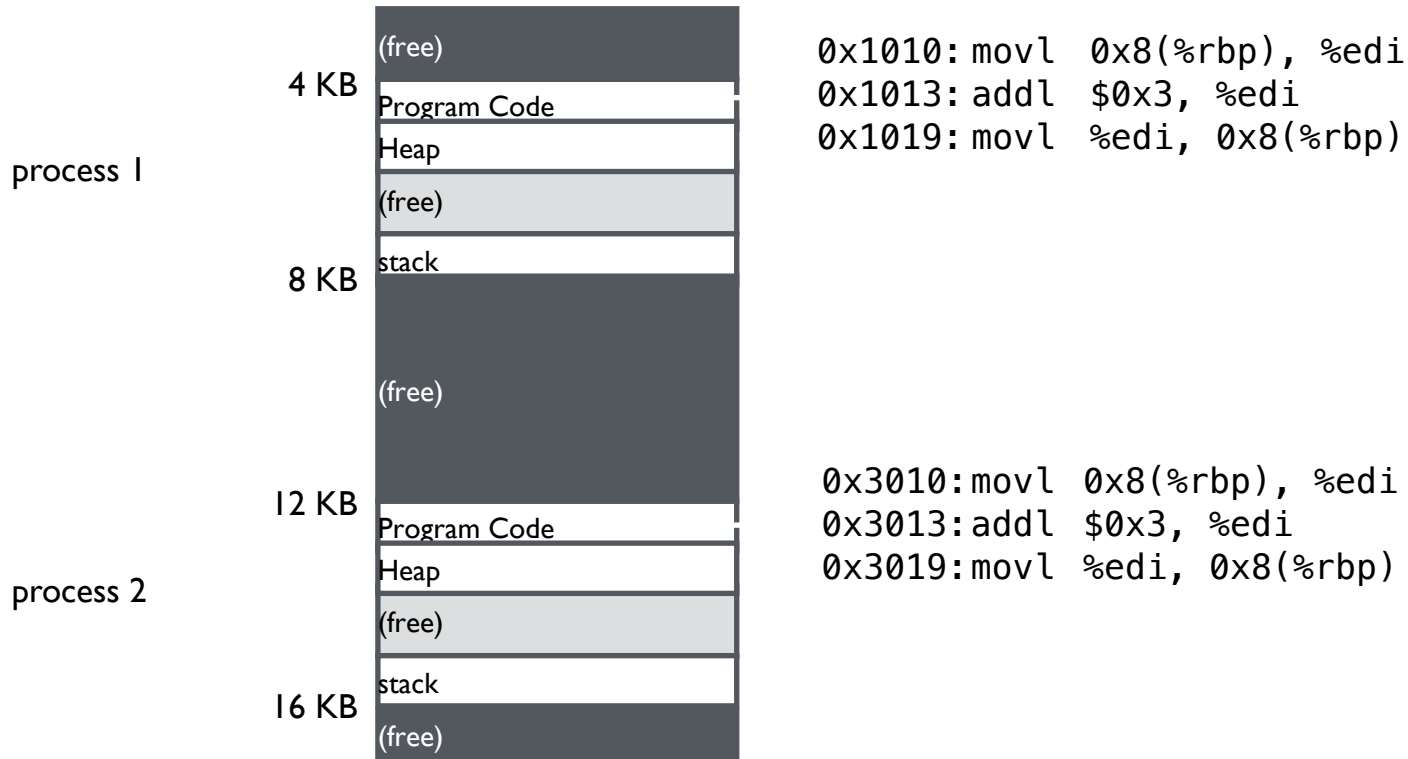 (free)
4 KB
Program Code
Heap
process 1
(free)
stack
8 KB
(free)
12 KB
Program Code
Heap
process 2
(free)
stack
16 KB
(free)
0x1010: movl 0x8(%rbp), %edi
0x1013: addl $0x3, %edi
0x1019: movl %edi, 0x8(%rbp)
0x3010: movl 0x8(%rbp), %edi
0x3013: addl $0x3, %edi
0x3019: movl %edi, 0x8(%rbp)